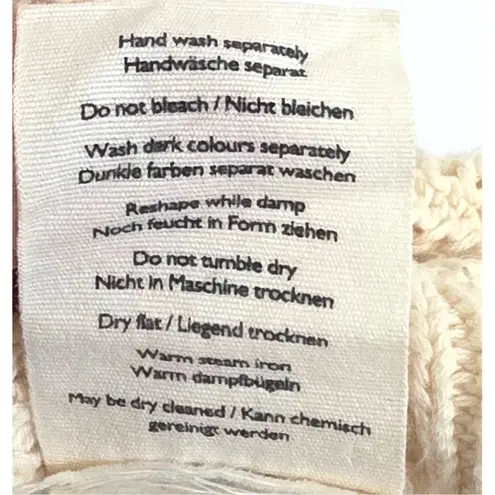 Hand wash separately
Handwäsche separat
Do not bleach / Nicht bleichen
Wash dark colours separately
Dunkle farben separat waschen
Reshape while damp
Noch feucht in Form ziehen
Do not tumble dry
Nicht in Maschine trocknen
Dry flat / Liegend trocknen
Warm steam iron
Warm dampfbügeln
May be dry cleaned / Kann chemisch
gereinigt werden